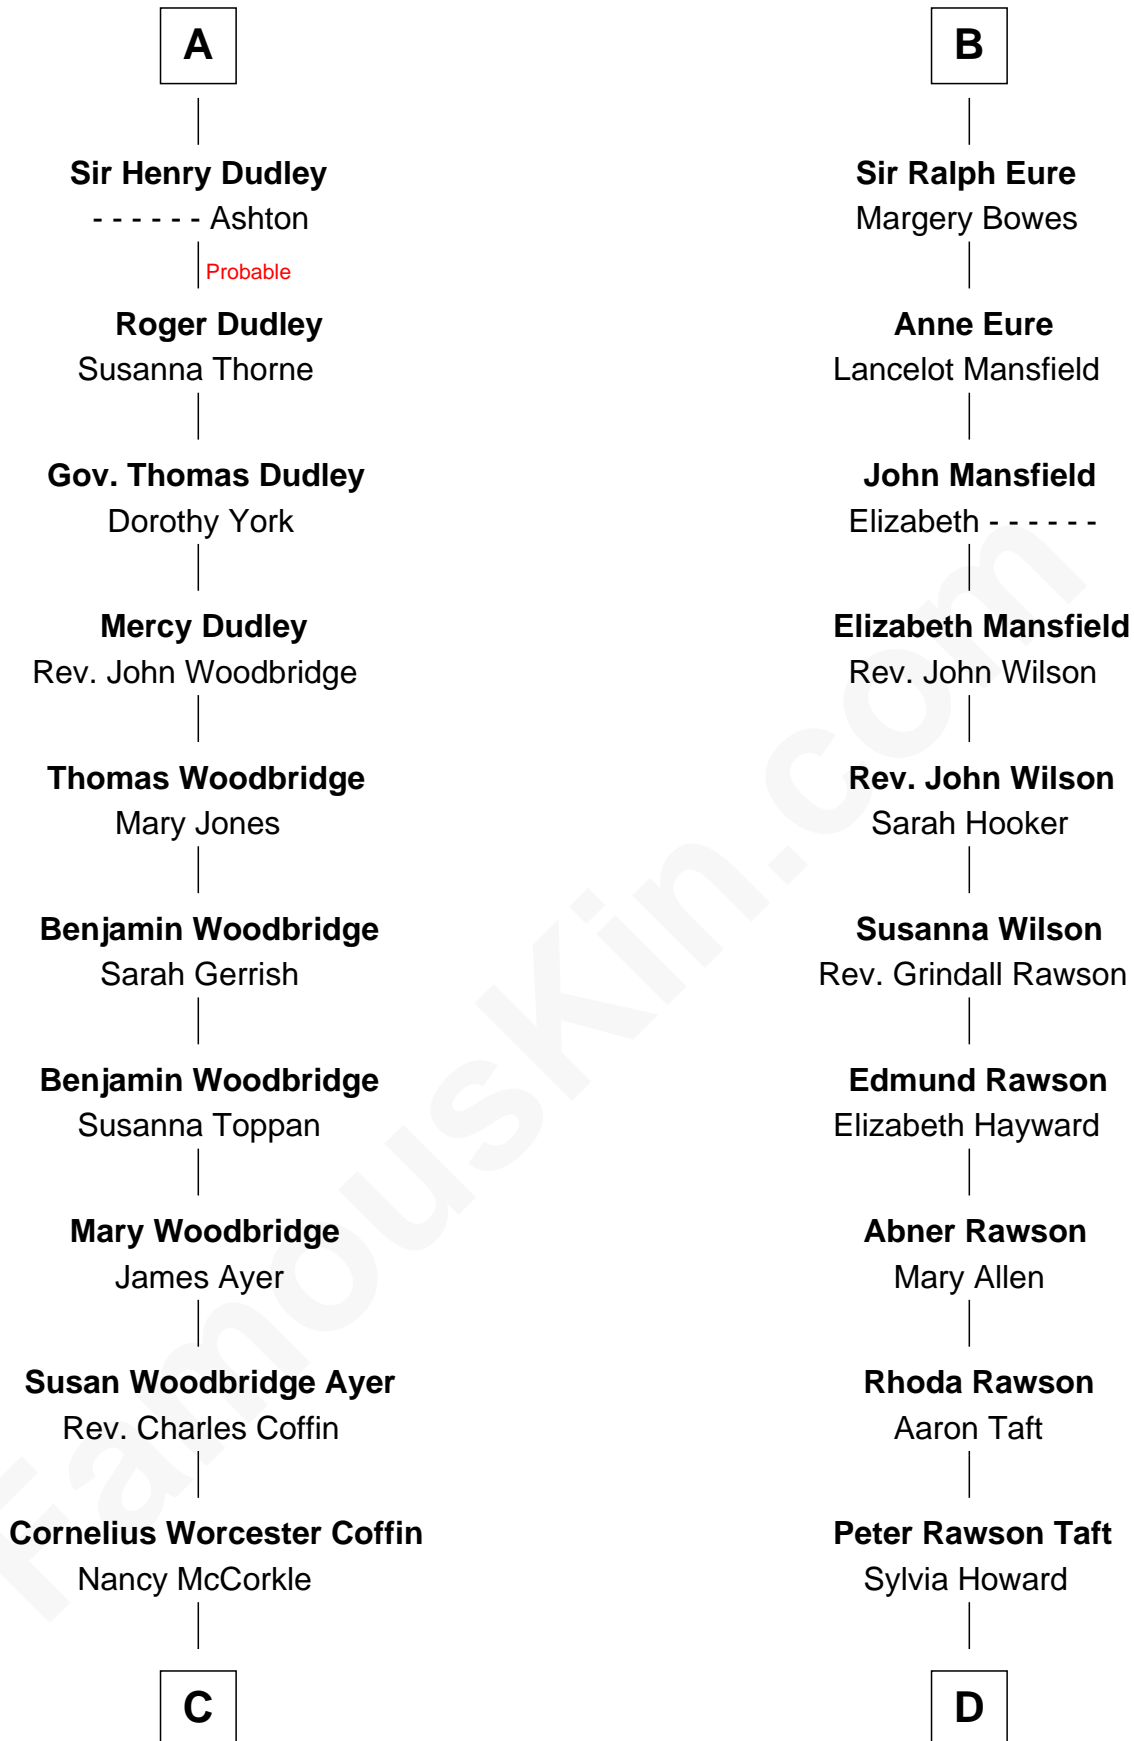 A
Sir Henry Dudley
- - - - - - Ashton
Probable
Roger Dudley
Susanna Thorne
Gov. Thomas Dudley
Dorothy York
Mercy Dudley
Rev. John Woodbridge
Thomas Woodbridge
Mary Jones
Benjamin Woodbridge
Sarah Gerrish
Benjamin Woodbridge
Susanna Toppan
Mary Woodbridge
James Ayer
Susan Woodbridge Ayer
Rev. Charles Coffin
Cornelius Worcester Coffin
Nancy McCorkle
C
B
Sir Ralph Eure
Margery Bowes
Anne Eure
Lancelot Mansfield
John Mansfield
Elizabeth - - - - - -
Elizabeth Mansfield
Rev. John Wilson
Rev. John Wilson
Sarah Hooker
Susanna Wilson
Rev. Grindall Rawson
Edmund Rawson
Elizabeth Hayward
Abner Rawson
Mary Allen
Rhoda Rawson
Aaron Taft
Peter Rawson Taft
Sylvia Howard
D
FamousKin.com